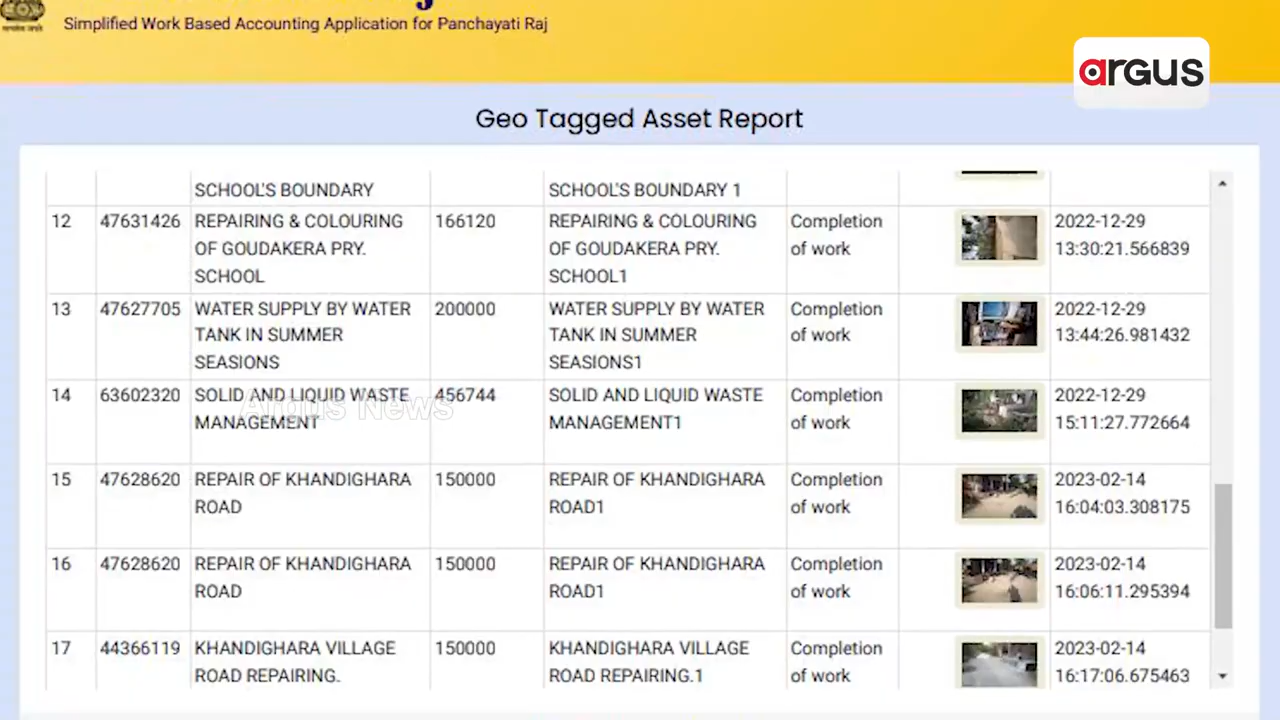 Simplified Work Based Accounting Application for Panchayati Raj
argus
Geo Tagged Asset Report
SCHOOL'S BOUNDARY SCHOOL'S BOUNDARY 1
12 47631426 REPAIRING & COLOURING 166120 REPAIRING & COLOURING Completion 2022-12-29
OF GOUDAKERA PRY. OF GOUDAKERA PRY. of work 13:30:21.566839
SCHOOL SCHOOL1
13 47627705 WATER SUPPLY BY WATER 200000 WATER SUPPLY BY WATER Completion 2022-12-29
TANK IN SUMMER TANK IN SUMMER of work 13:44:26.981432
SEASIONS SEASIONS1
14 63602320 SOLID AND LIQUID WASTE 456744 SOLID AND LIQUID WASTE Completion 2022-12-29
Argus News
MANAGEMENT MANAGEMENT1 of work 15:11:27.772664
15 47628620 REPAIR OF KHANDIGHARA 150000 REPAIR OF KHANDIGHARA Completion 2023-02-14
ROAD ROAD1 of work 16:04:03.308175
16 47628620 REPAIR OF KHANDIGHARA 150000 REPAIR OF KHANDIGHARA Completion 2023-02-14
ROAD ROAD1 of work 16:06:11.295394
17 44366119 KHANDIGHARA VILLAGE 150000 KHANDIGHARA VILLAGE Completion 2023-02-14
ROAD REPAIRING. ROAD REPAIRING.1 of work 16:17:06.675463